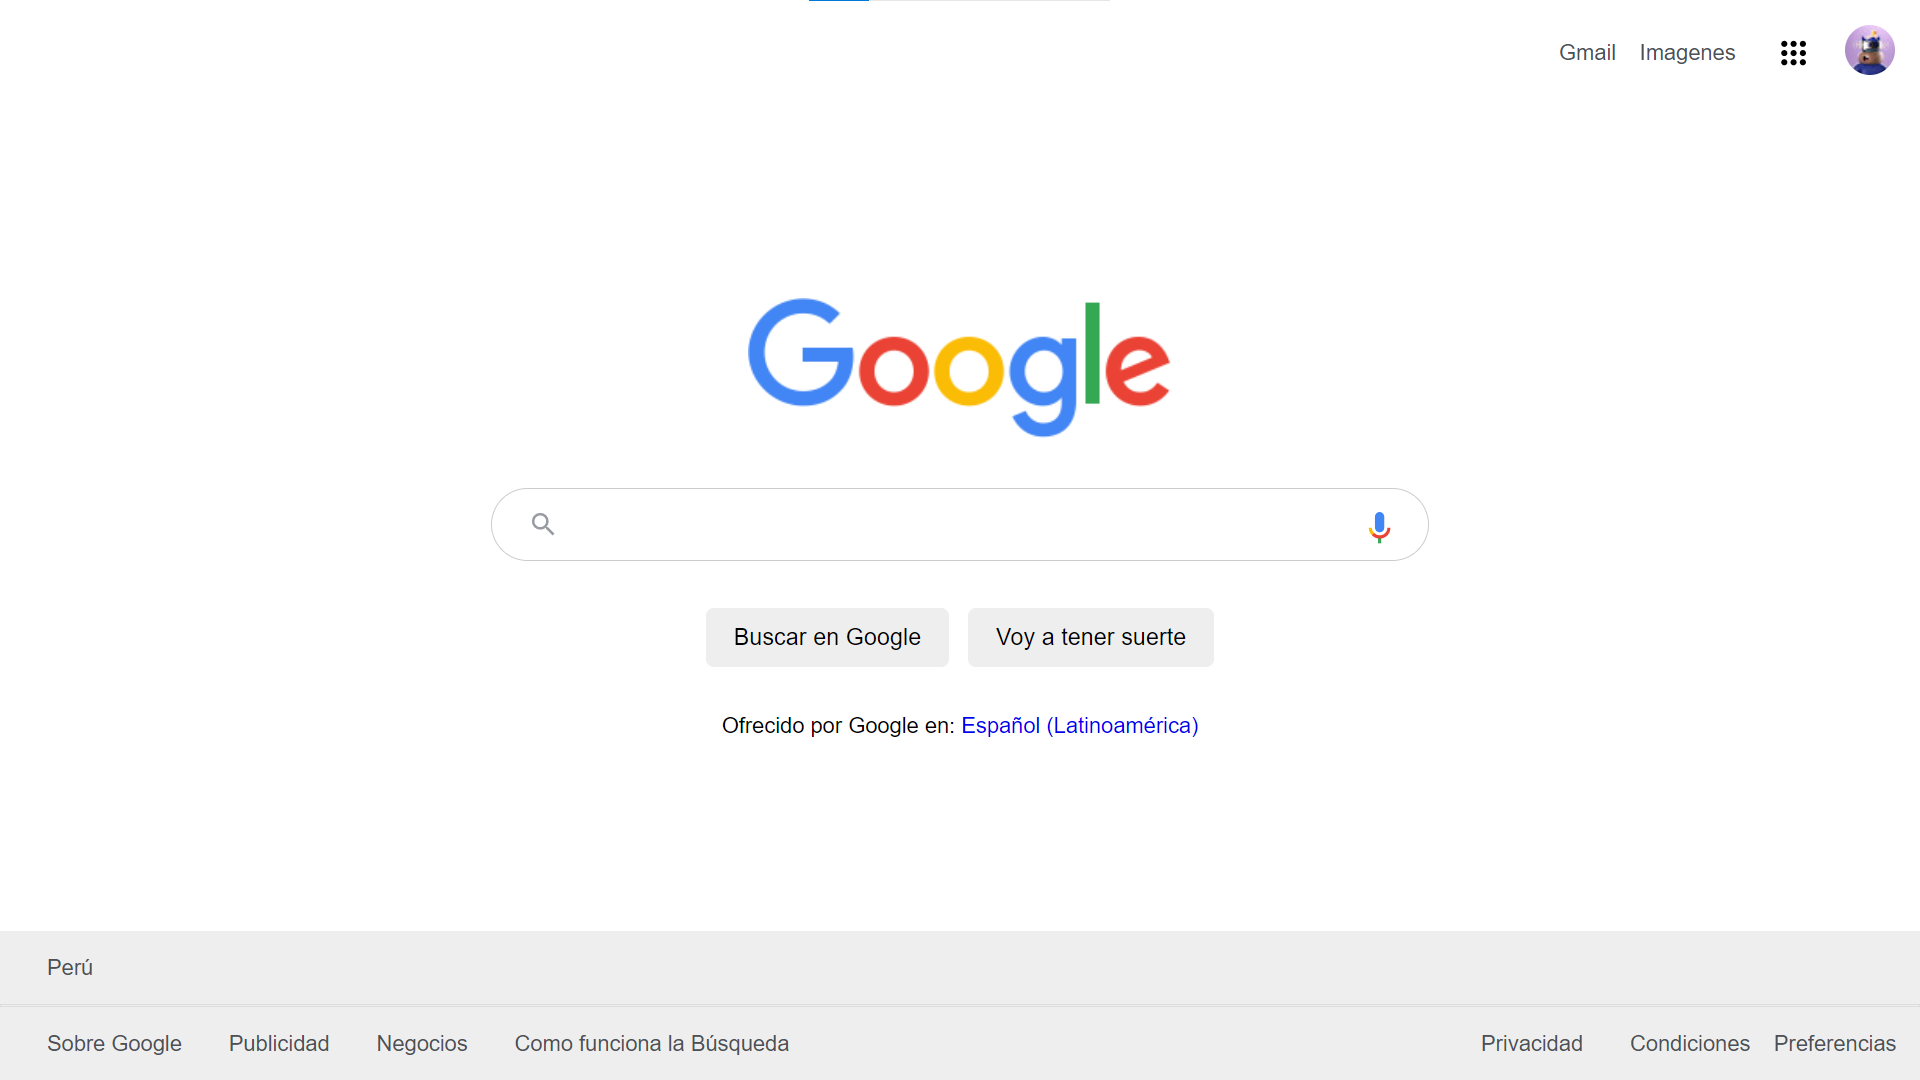 Gmail Imagenes
Google
Buscar en Google Voy a tener suerte
Ofrecido por Google en: Español (Latinoamérica)
Perú
Sobre Google Publicidad Negocios Como funciona la Búsqueda Privacidad Condiciones Preferencias